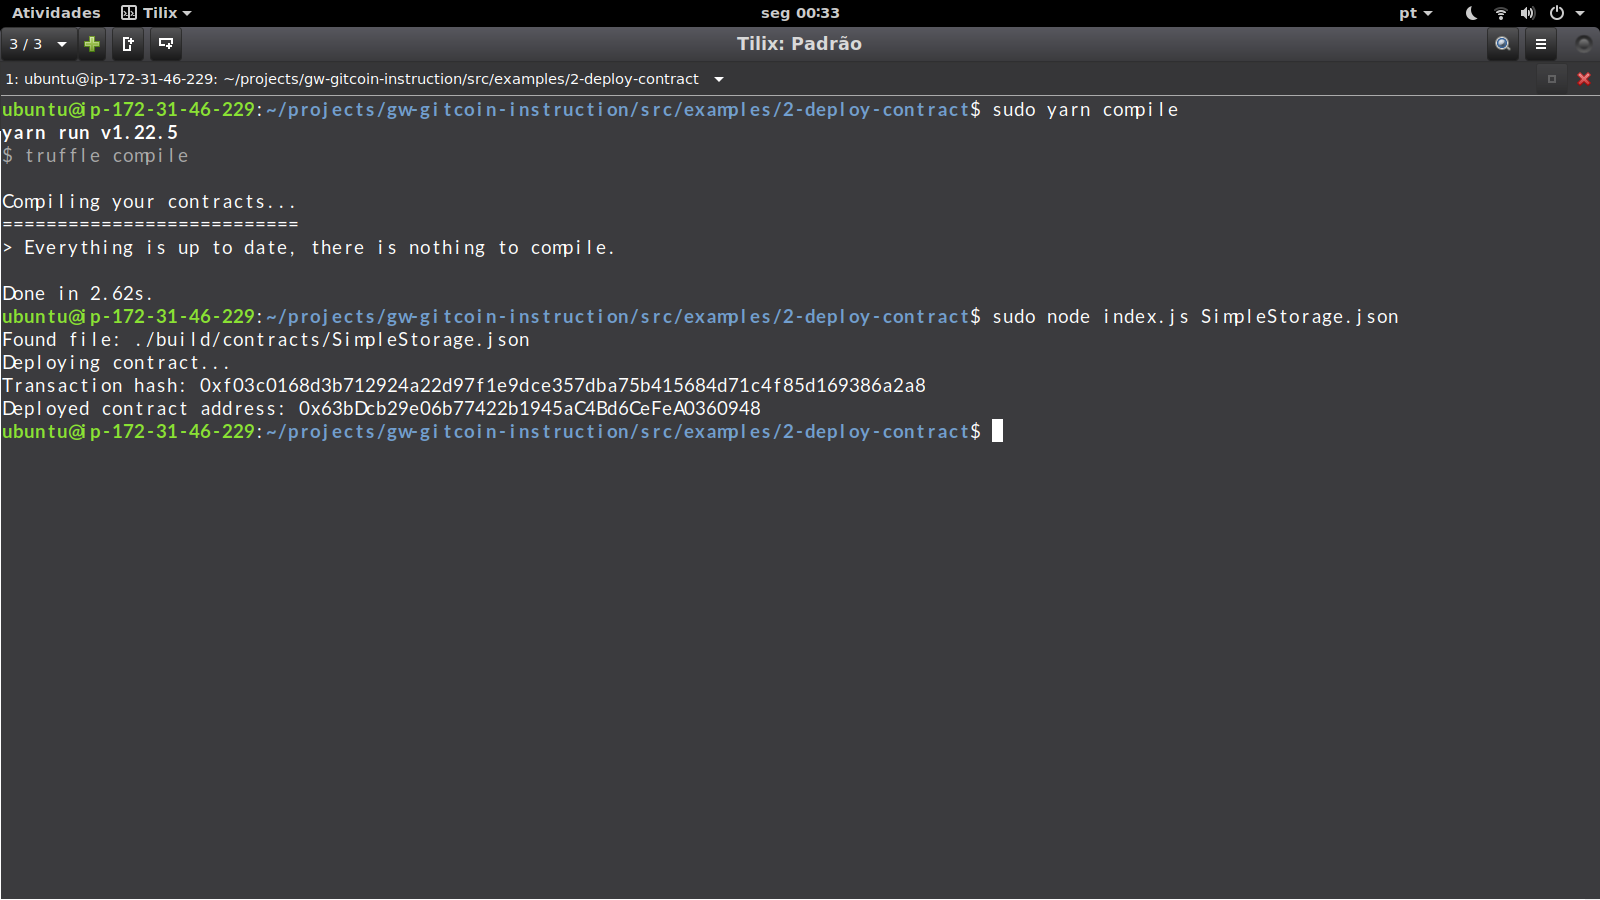 Atividades Tilix seg 00:33 pt
3 / 3 Tilix: Padrão
1: ubuntu@ip-172-31-46-229: ~/projects/gw-gitcoin-instruction/src/examples/2-deploy-contract
ubuntu@ip-172-31-46-229:~/projects/gw-gitcoin-instruction/src/examples/2-deploy-contract$ sudo yarn compile
yarn run v1.22.5
$ truffle compile
Compiling your contracts...
===========================
> Everything is up to date, there is nothing to compile.
Done in 2.62s.
ubuntu@ip-172-31-46-229:~/projects/gw-gitcoin-instruction/src/examples/2-deploy-contract$ sudo node index.js SimpleStorage.json
Found file: ./build/contracts/SimpleStorage.json
Deploying contract...
Transaction hash: 0xf03c0168d3b712924a22d97f1e9dce357dba75b415684d71c4f85d169386a2a8
Deployed contract address: 0x63bDcb29e06b77422b1945aC4Bd6CeFeA0360948
ubuntu@ip-172-31-46-229:~/projects/gw-gitcoin-instruction/src/examples/2-deploy-contract$